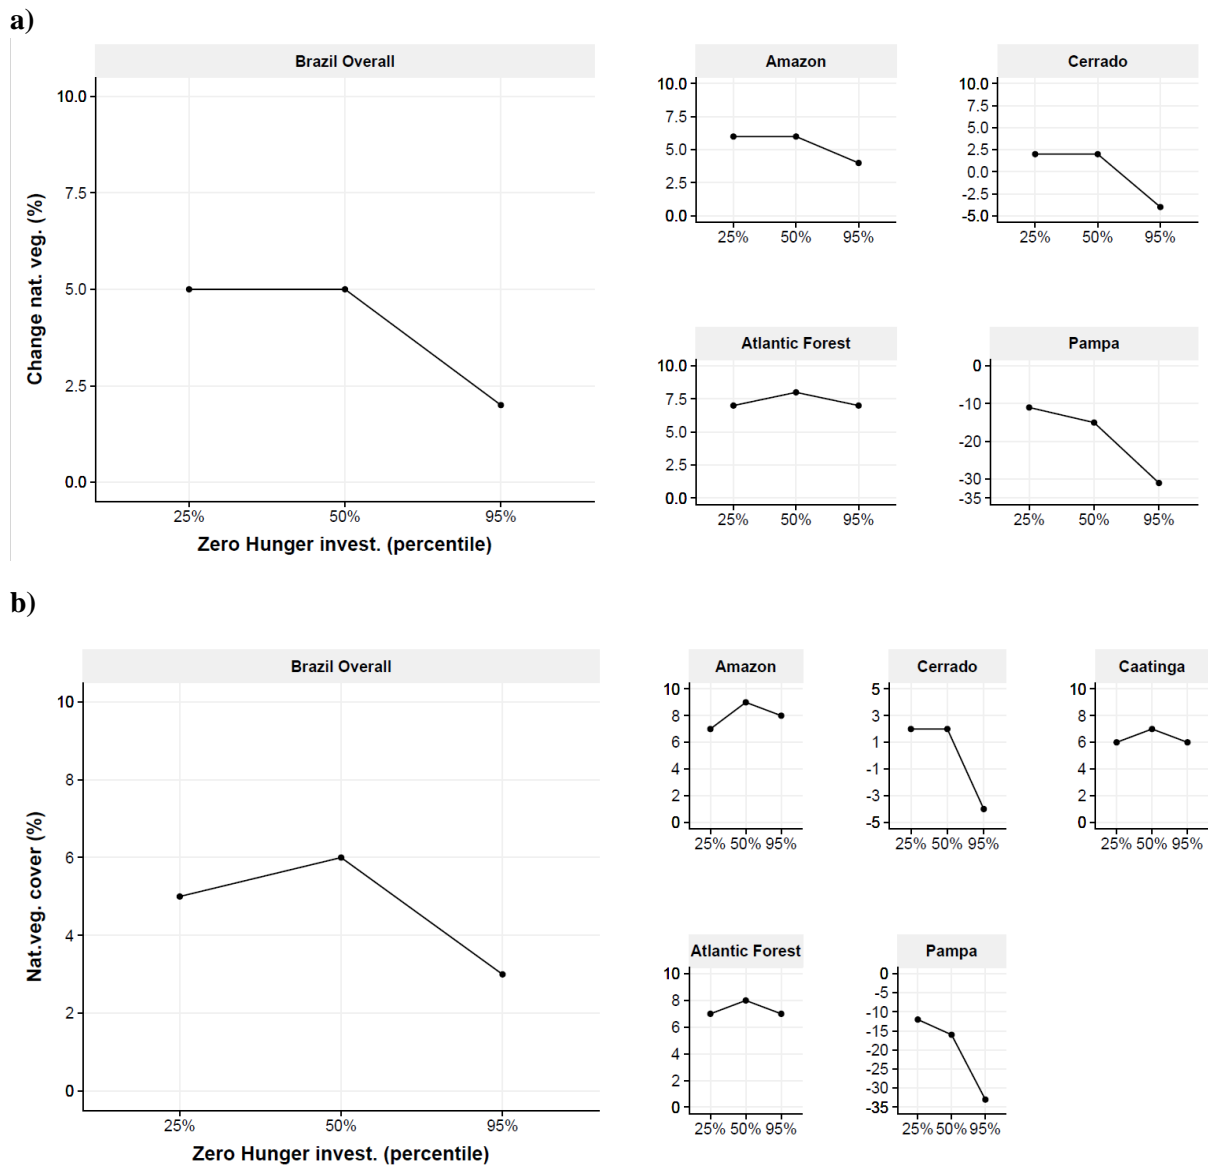 a)
Brazil Overall
10.0
7.5
5.0
2.5
0.0
Change nat. veg. (%)
25% 50% 95%
Zero Hunger invest. (percentile)
Amazon
10.0
7.5
5.0
2.5
0.0
25% 50% 95%
Cerrado
10.0
7.5
5.0
2.5
0.0
-2.5
-5.0
25% 50% 95%
Atlantic Forest
10.0
7.5
5.0
2.5
0.0
25% 50% 95%
Pampa
0
-10
-20
-30
-35
25% 50% 95%
b)
Brazil Overall
10
8
6
4
2
0
Nat.veg. cover (%)
25% 50% 95%
Zero Hunger invest. (percentile)
Amazon
10
8
6
4
2
0
25% 50% 95%
Cerrado
5
3
1
-1
-3
-5
25% 50% 95%
Caatinga
10
8
6
4
2
0
25% 50% 95%
Atlantic Forest
10
8
6
4
2
0
25% 50% 95%
Pampa
0
-5
-10
-15
-20
-25
-30
-35
25% 50% 95%